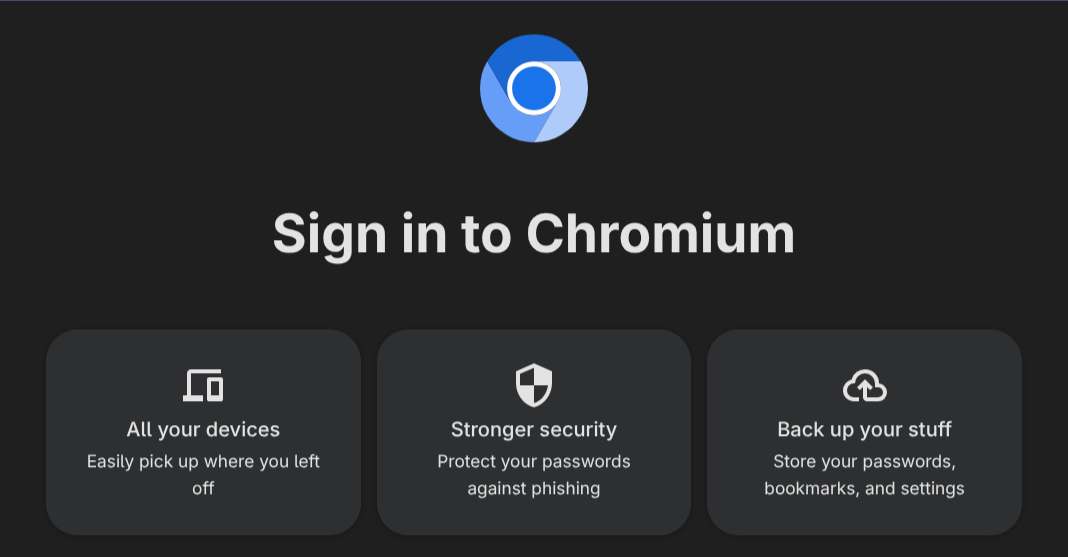 Sign in to Chromium
All your devices
Easily pick up where you left
off
Stronger security
Protect your passwords
against phishing
Back up your stuff
Store your passwords,
bookmarks, and settings